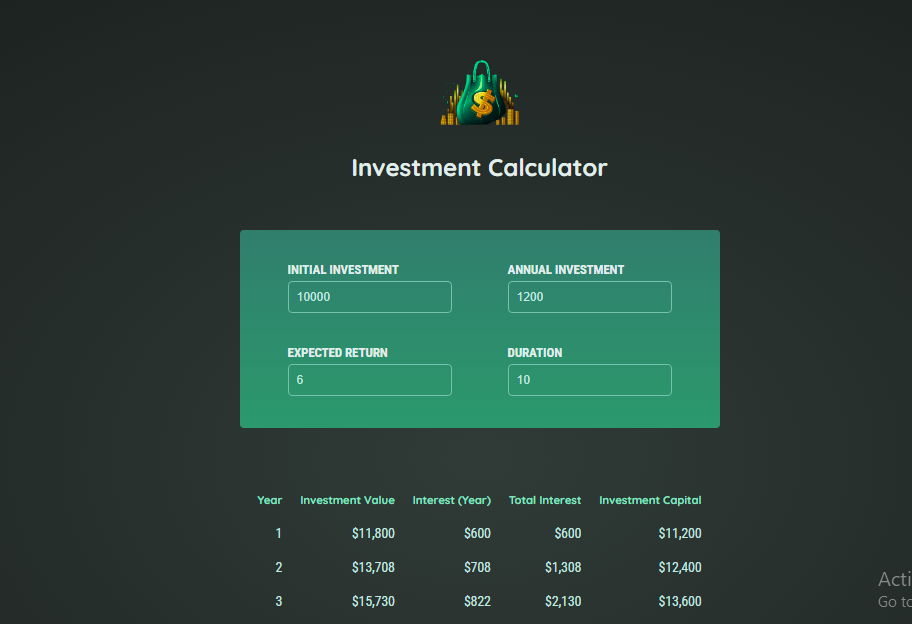 $
Investment Calculator
INITIAL INVESTMENT ANNUAL INVESTMENT
10000 1200
EXPECTED RETURN DURATION
6 10
Year Investment Value Interest (Year) Total Interest Investment Capital
1 $11,800 $600 $600 $11,200
2 $13,708 $708 $1,308 $12,400
3 $15,730 $822 $2,130 $13,600
Go to